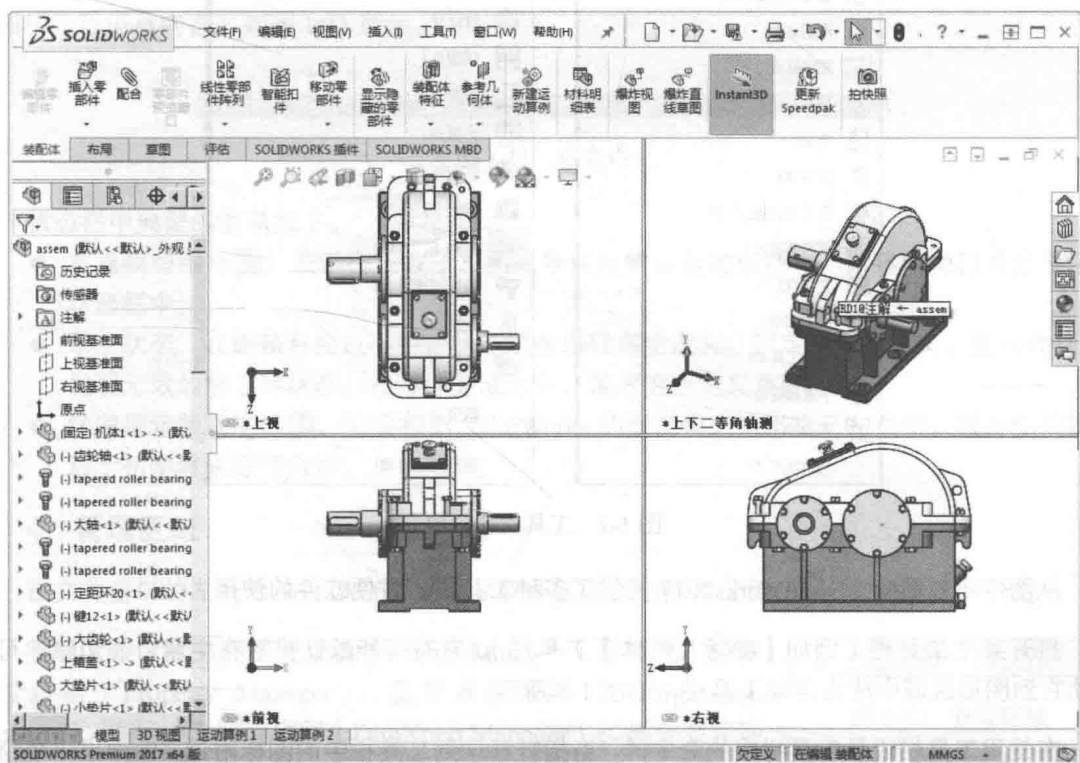 SOLIDWORKS 文件(F) 编辑(E) 视图(V) 插入(I) 工具(T) 窗口(W) 帮助(H)
插入零部件 配合 线性零部件阵列 智能扣件 移动零部件 显示隐藏的零部件 装配体特征 参考几何体 新建运动算例 材料明细表 爆炸视图 爆炸直线草图 Instant3D 更新Speedpak 拍快照
装配体 布局 草图 评估 SOLIDWORKS 插件 SOLIDWORKS MBD
assem (默认<<默认>_外观
历史记录
传感器
注解
前视基准面
上视基准面
右视基准面
原点
(固定) 机体1<1> -> (默认
(-) 齿轮轴<1> (默认<<默
(-) tapered roller bearing
(-) tapered roller bearing
(-) 大轴<1> (默认<<默认
(-) tapered roller bearing
(-) tapered roller bearing
(-) 定距环20<1> (默认<
(-) 键12<1> (默认<<默认
(-) 大齿轮<1> (默认<<默
上箱盖<1> -> (默认<<默
大垫片<1> (默认<<默认
(-) 小垫片<1> (默认<<默
*上视
RD10注解 ← assem
*上下二等角轴测
*前视
*右视
模型 3D 视图 运动算例1 运动算例2
SOLIDWORKS Premium 2017 x64 版 欠定义 在编辑 装配体 MMGS